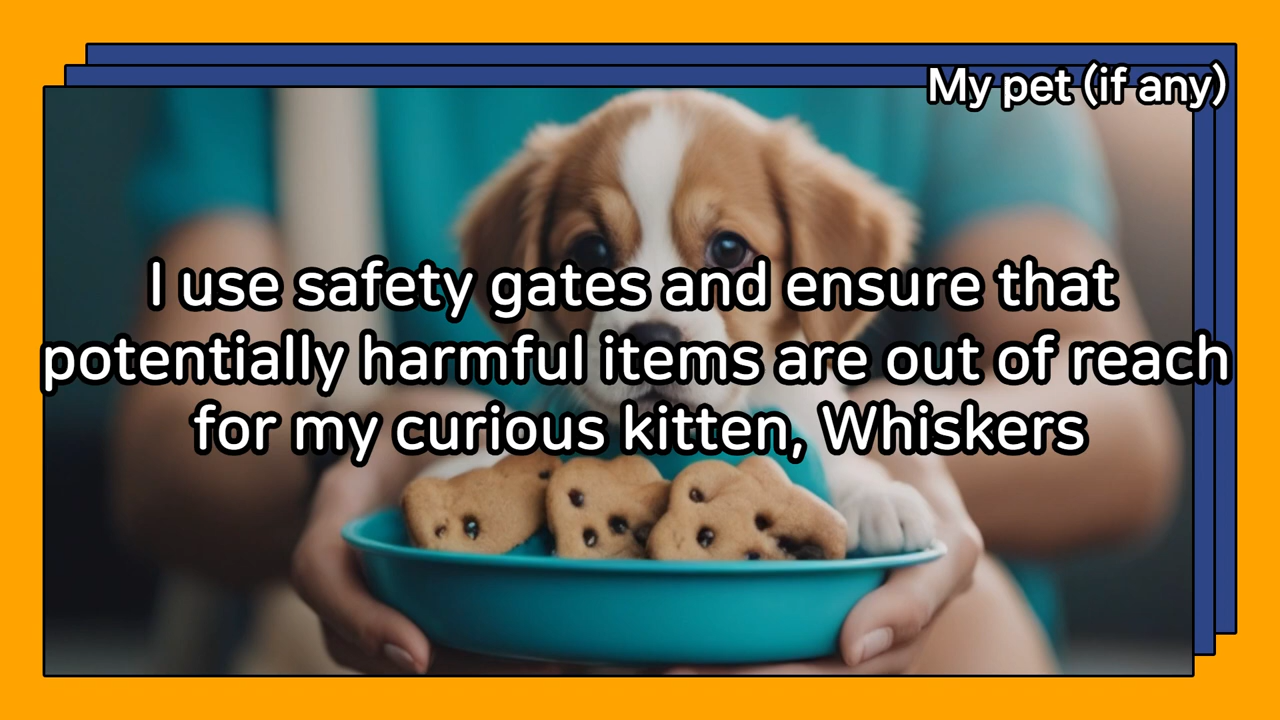 My pet (if any)
I use safety gates and ensure that
potentially harmful items are out of reach
for my curious kitten, Whiskers